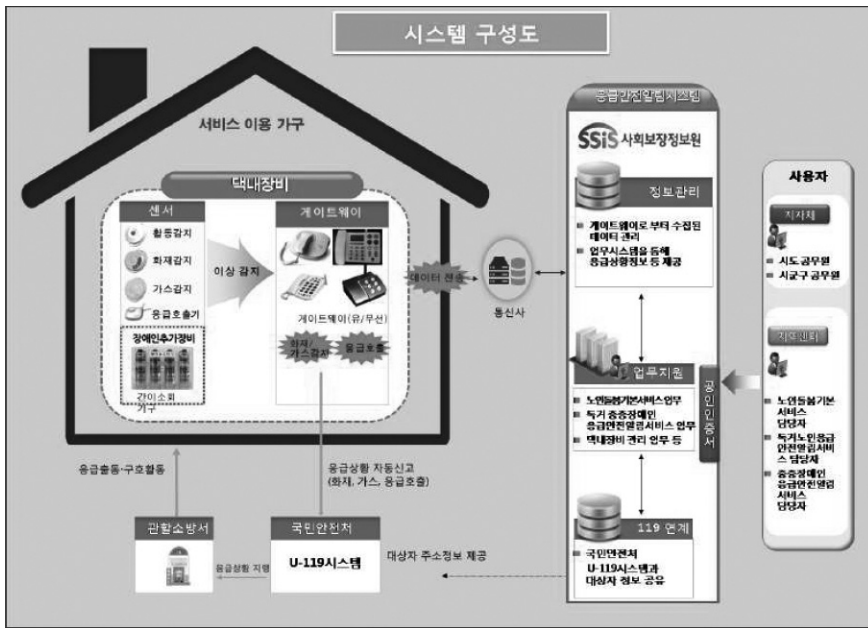 시스템 구성도
서비스 이용 가구
댁내장비
센서
활동감지
화재감지
가스감지
응급호출기
장애인추가장비
간이소화
가구
이상 감지
게이트웨이
게이트웨이(유/무선)
화재/
가스감지
응급호출
데이터 전송
통신사
응급안전알림시스템
SSiS 사회보장정보원
정보관리
게이트웨이로 부터 수집된
데이터 관리
업무시스템을 통해
응급상황정보 등 제공
업무지원
노인돌봄기본서비스업무
독거 중증장애인
응급안전알림서비스 업무
댁내장비 관리 업무 등
공인인증서
119 연계
국민안전처
U-119시스템과
대상자 정보 공유
사용자
지자체
시도 공무원
시군구 공무원
지역센터
노인돌봄기본
서비스
담당자
독거노인응급
안전알림서비
스 담당자
중증장애인
응급안전알림
서비스
담당자
응급출동·구호활동
응급상황 자동신고
(화재, 가스, 응급호출)
관할소방서
응급상황 지령
국민안전처
U-119시스템
대상자 주소정보 제공